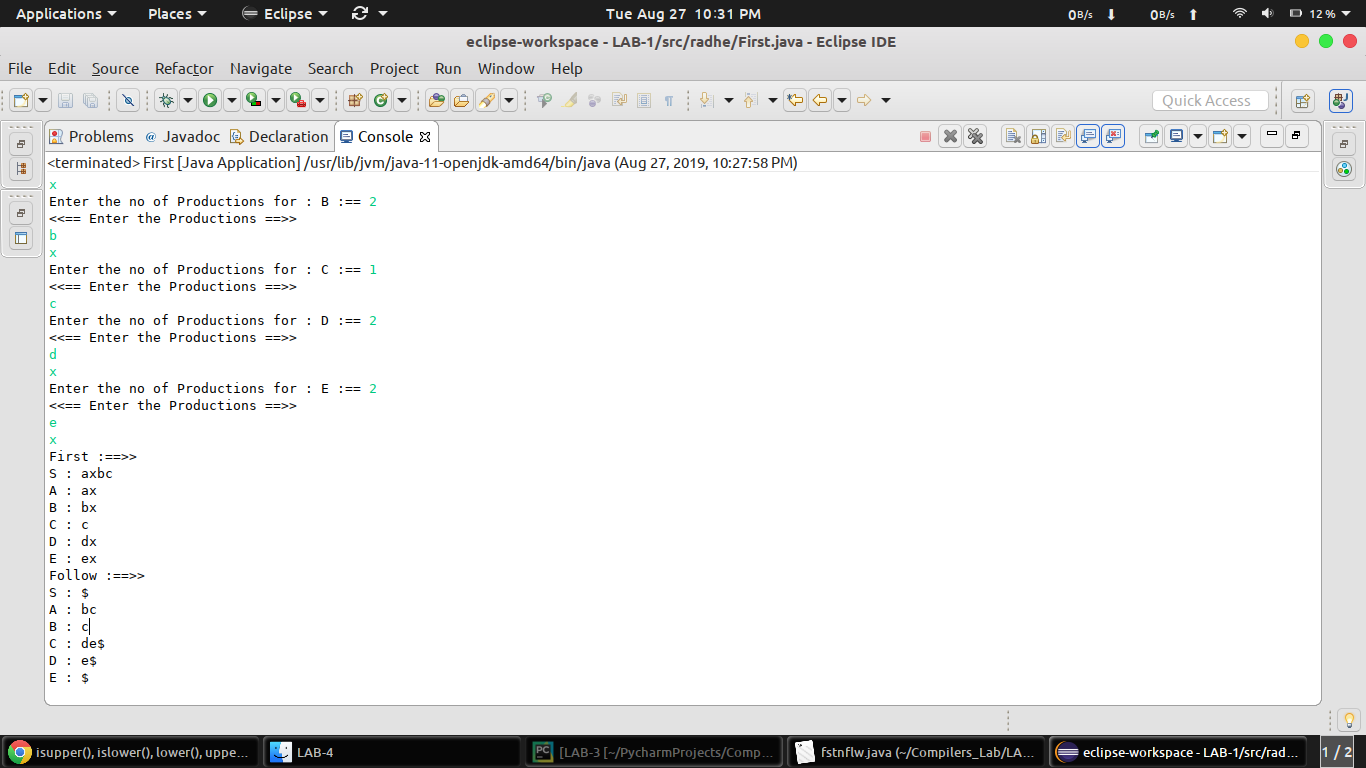 Applications Places Eclipse Tue Aug 27 10:31 PM 0B/s 0B/s 12 %
eclipse-workspace - LAB-1/src/radhe/First.java - Eclipse IDE
File Edit Source Refactor Navigate Search Project Run Window Help
Quick Access
Problems @ Javadoc Declaration Console
<terminated> First [Java Application] /usr/lib/jvm/java-11-openjdk-amd64/bin/java (Aug 27, 2019, 10:27:58 PM)
x
Enter the no of Productions for : B :== 2
<<== Enter the Productions ==>>
b
x
Enter the no of Productions for : C :== 1
<<== Enter the Productions ==>>
c
Enter the no of Productions for : D :== 2
<<== Enter the Productions ==>>
d
x
Enter the no of Productions for : E :== 2
<<== Enter the Productions ==>>
e
x
First :==>>
S : axbc
A : ax
B : bx
C : c
D : dx
E : ex
Follow :==>>
S : $
A : bc
B : c
C : de$
D : e$
E : $
isupper(), islower(), lower(), uppe... LAB-4 [LAB-3 [~/PycharmProjects/Comp... fstnflw.java (~/Compilers_Lab/LA... eclipse-workspace - LAB-1/src/rad... 1 / 2